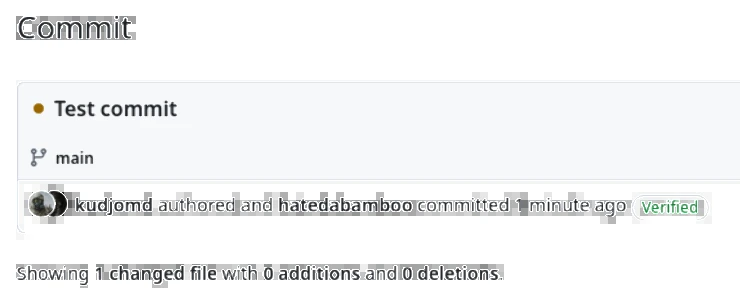 Commit
Test commit
main
kudjomd authored and hatedabamboo committed 1 minute ago Verified
Showing 1 changed file with 0 additions and 0 deletions.